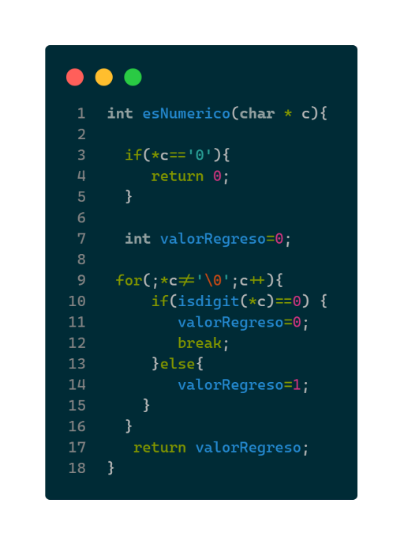 1 int esNumerico(char * c){
2
3 if(*c=='0'){
4 return 0;
5 }
6
7 int valorRegreso=0;
8
9 for(;*c≠'\0';c++){
10 if(isdigit(*c)==0) {
11 valorRegreso=0;
12 break;
13 }else{
14 valorRegreso=1;
15 }
16 }
17 return valorRegreso;
18 }